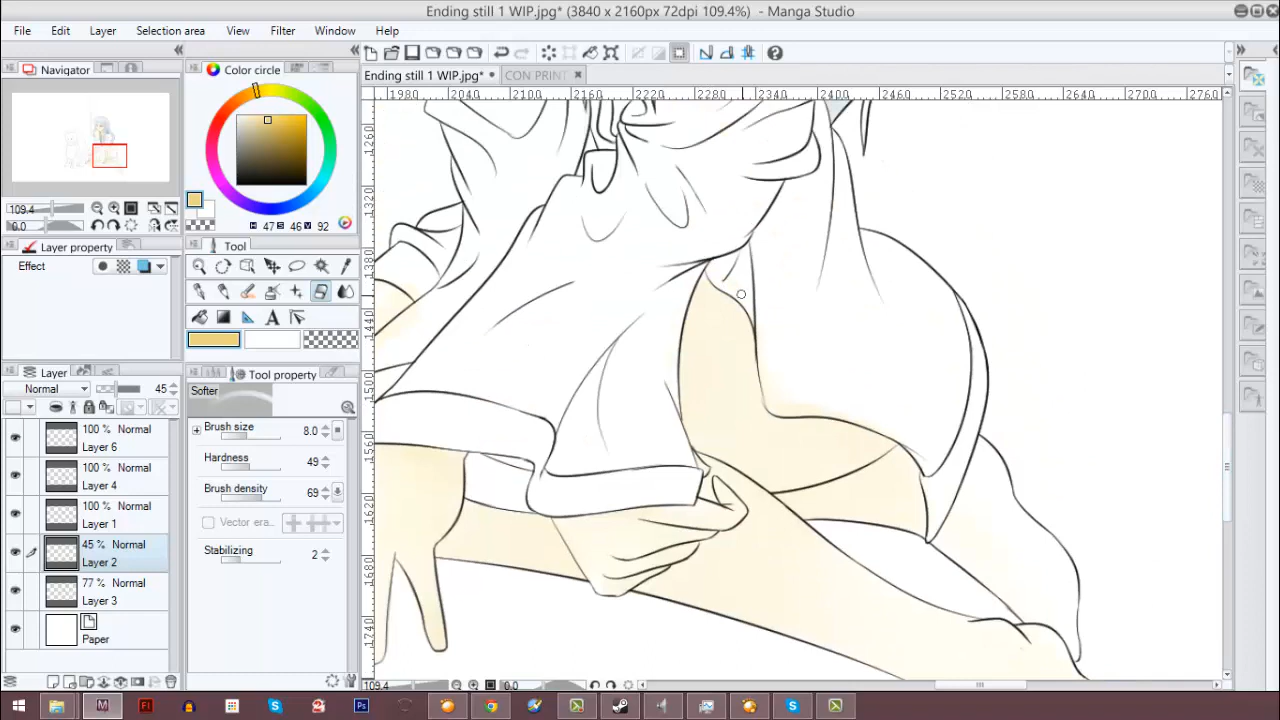 Ending still 1 WIP.jpg* (3840 x 2160px 72dpi 109.4%) - Manga Studio
File Edit Layer Selection area View Filter Window Help
Navigator
Color circle
Ending still 1 WIP.jpg* CON PRINT
1980 2040 2100 2160 2220 2280 2340 2400 2460 2520 2580 2640 2700 2760
1260
1320
1380
1440
1500
1560
1620
1680
1740
109.4
0.0
H 47 S 46 V 92
Layer property
Tool
Effect
Layer
Tool property
Normal 45
Softer
100 % Normal
Layer 6
100 % Normal
Layer 4
100 % Normal
Layer 1
45 % Normal
Layer 2
77 % Normal
Layer 3
Paper
Brush size 8.0
Hardness 49
Brush density 69
Vector era...
Stabilizing 2
109.4 0.0